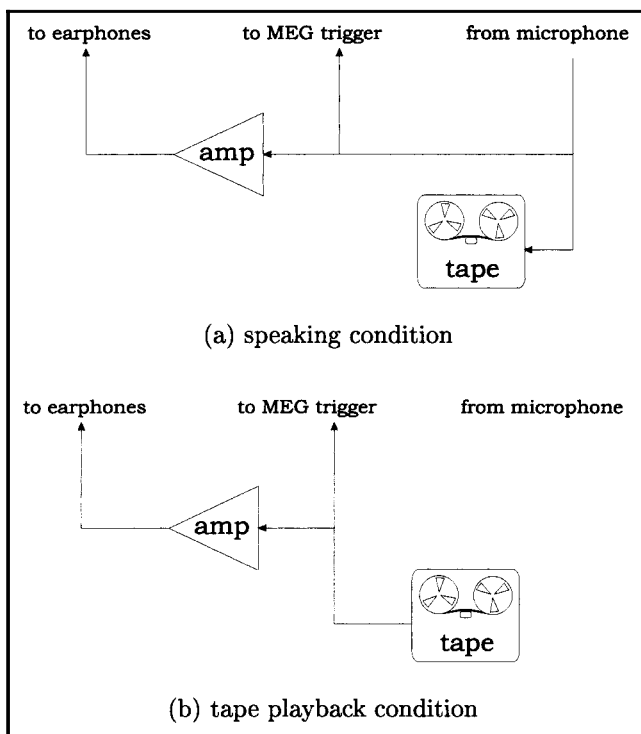 to earphones to MEG trigger from microphone
amp
tape
(a) speaking condition
to earphones to MEG trigger from microphone
amp
tape
(b) tape playback condition